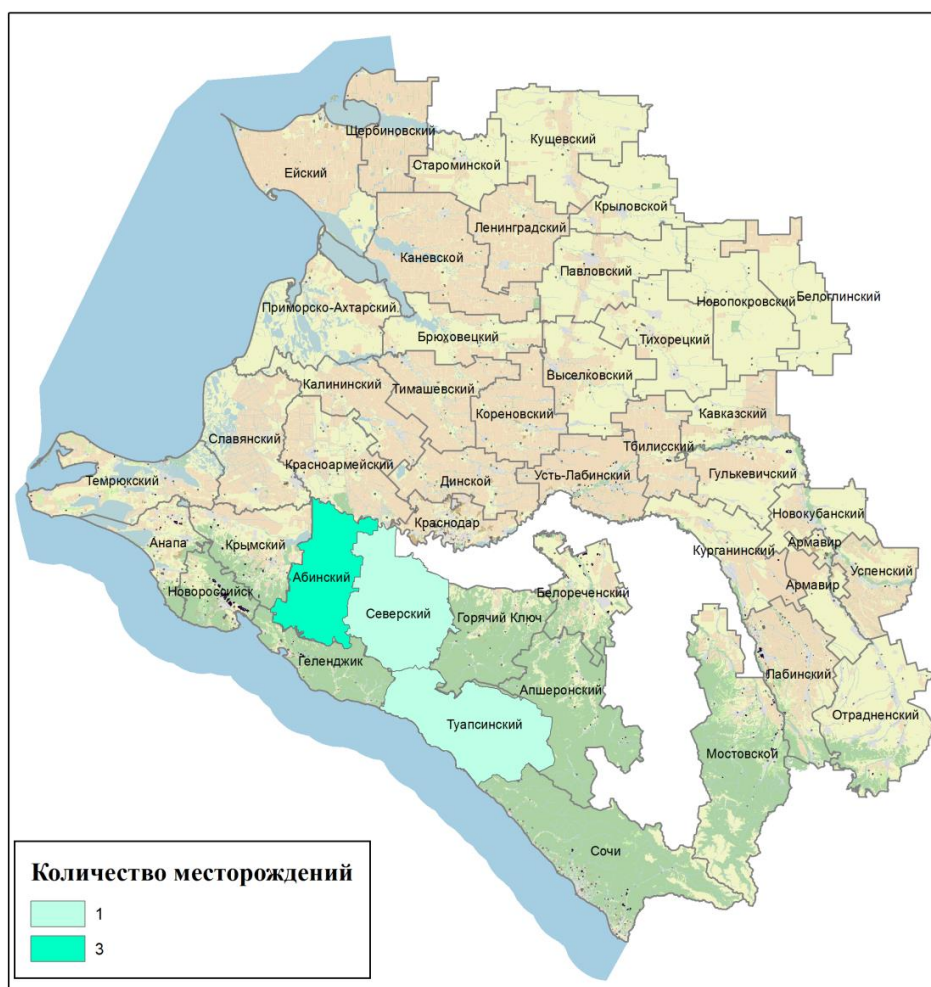 Щербиновский
Кущевский
Староминской
Ейский
Крыловской
Ленинградский
Каневской
Павловский
Белоглинский
Новопокровский
Приморско-Ахтарский
Брюховецкий
Тихорецкий
Выселковский
Калининский
Тимашевский
Кореновский
Кавказский
Славянский
Тбилисский
Красноармейский
Усть-Лабинский
Гулькевичский
Темрюкский
Динской
Новокубанский
Краснодар
Анапа
Крымский
Курганинский
Армавир
Успенский
Абинский
Армавир
Новороссийск
Белореченский
Северский
Горячий Ключ
Геленджик
Лабинский
Апшеронский
Отрадненский
Туапсинский
Мостовской
Сочи
Количество месторождений
1
3